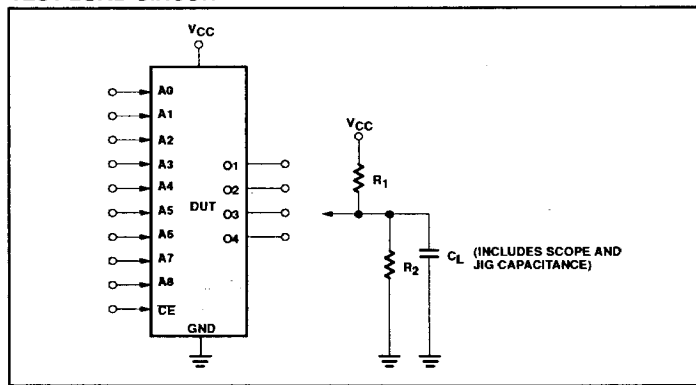 VCC
A0
A1
A2
A3
A4
A5
A6
A7
A8
CE
DUT
O1
O2
O3
O4
GND
VCC
R1
R2
CL (INCLUDES SCOPE AND
JIG CAPACITANCE)